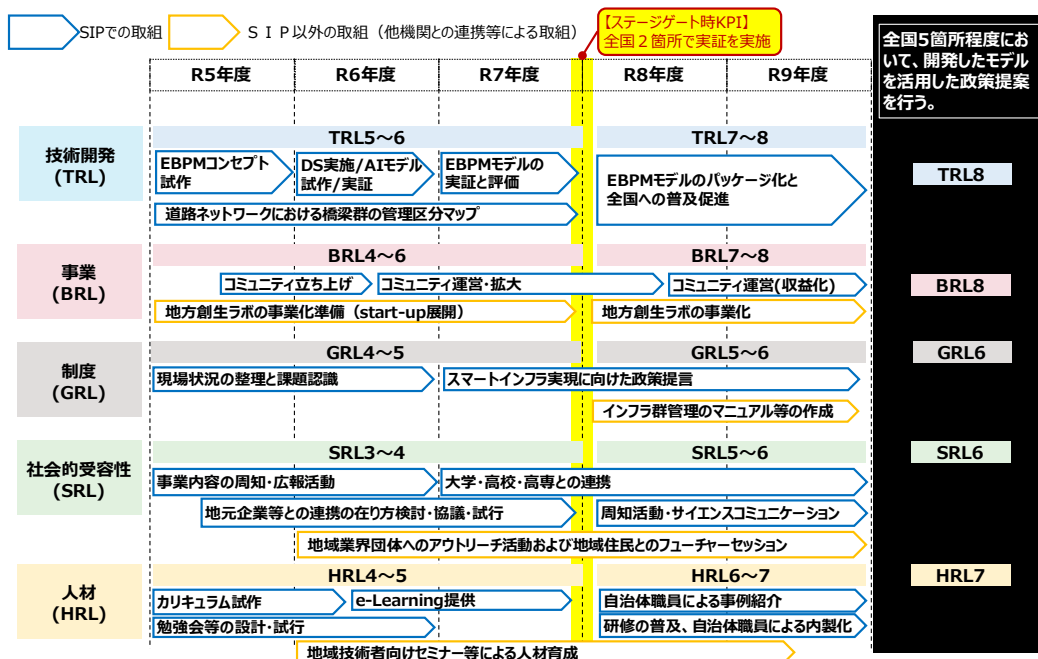 SIPでの取組
ＳＩＰ以外の取組（他機関との連携等による取組）
【ステージゲート時KPI】
全国２箇所で実証を実施
全国5箇所程度にお
いて、開発したモデル
を活用した政策提案
を行う。
R5年度
R6年度
R7年度
R8年度
R9年度
技術開発
(TRL)
TRL5～6
TRL7～8
TRL8
EBPMコンセプト
試作
DS実施/AIモデル
試作/実証
EBPMモデルの
実証と評価
EBPMモデルのパッケージ化と
全国への普及促進
道路ネットワークにおける橋梁群の管理区分マップ
事業
(BRL)
BRL4～6
BRL7～8
BRL8
コミュニティ立ち上げ
コミュニティ運営・拡大
コミュニティ運営(収益化)
地方創生ラボの事業化準備（start-up展開）
地方創生ラボの事業化
制度
(GRL)
GRL4～5
GRL5～6
GRL6
現場状況の整理と課題認識
スマートインフラ実現に向けた政策提言
インフラ群管理のマニュアル等の作成
社会的受容性
(SRL)
SRL3～4
SRL5～6
SRL6
事業内容の周知・広報活動
大学・高校・高専との連携
地元企業等との連携の在り方検討・協議・試行
周知活動・サイエンスコミュニケーション
地域業界団体へのアウトリーチ活動および地域住民とのフューチャーセッション
人材
(HRL)
HRL4～5
HRL6～7
HRL7
カリキュラム試作
e-Learning提供
自治体職員による事例紹介
勉強会等の設計・試行
研修の普及、自治体職員による内製化
地域技術者向けセミナー等による人材育成